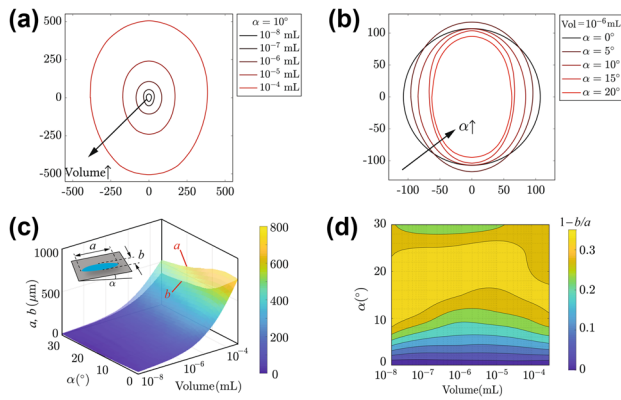 (a)
α = 10°
10⁻⁸ mL
10⁻⁷ mL
10⁻⁶ mL
10⁻⁵ mL
10⁻⁴ mL
500
250
0
-250
-500
-500 -250 0 250 500
Volume↑
(b)
Vol=10⁻⁶mL
α = 0°
α = 5°
α = 10°
α = 15°
α = 20°
100
50
0
-50
-100
-100 -50 0 50 100
α↑
(c)
a
b
α
a
b
1000
500
0
a, b (μm)
30
20
10
0
α(°)
10⁻⁸
10⁻⁶
10⁻⁴
Volume(mL)
800
600
400
200
0
(d)
1−b/a
30
20
10
0
α(°)
10⁻⁸ 10⁻⁷ 10⁻⁶ 10⁻⁵ 10⁻⁴
Volume(mL)
0.3
0.2
0.1
0